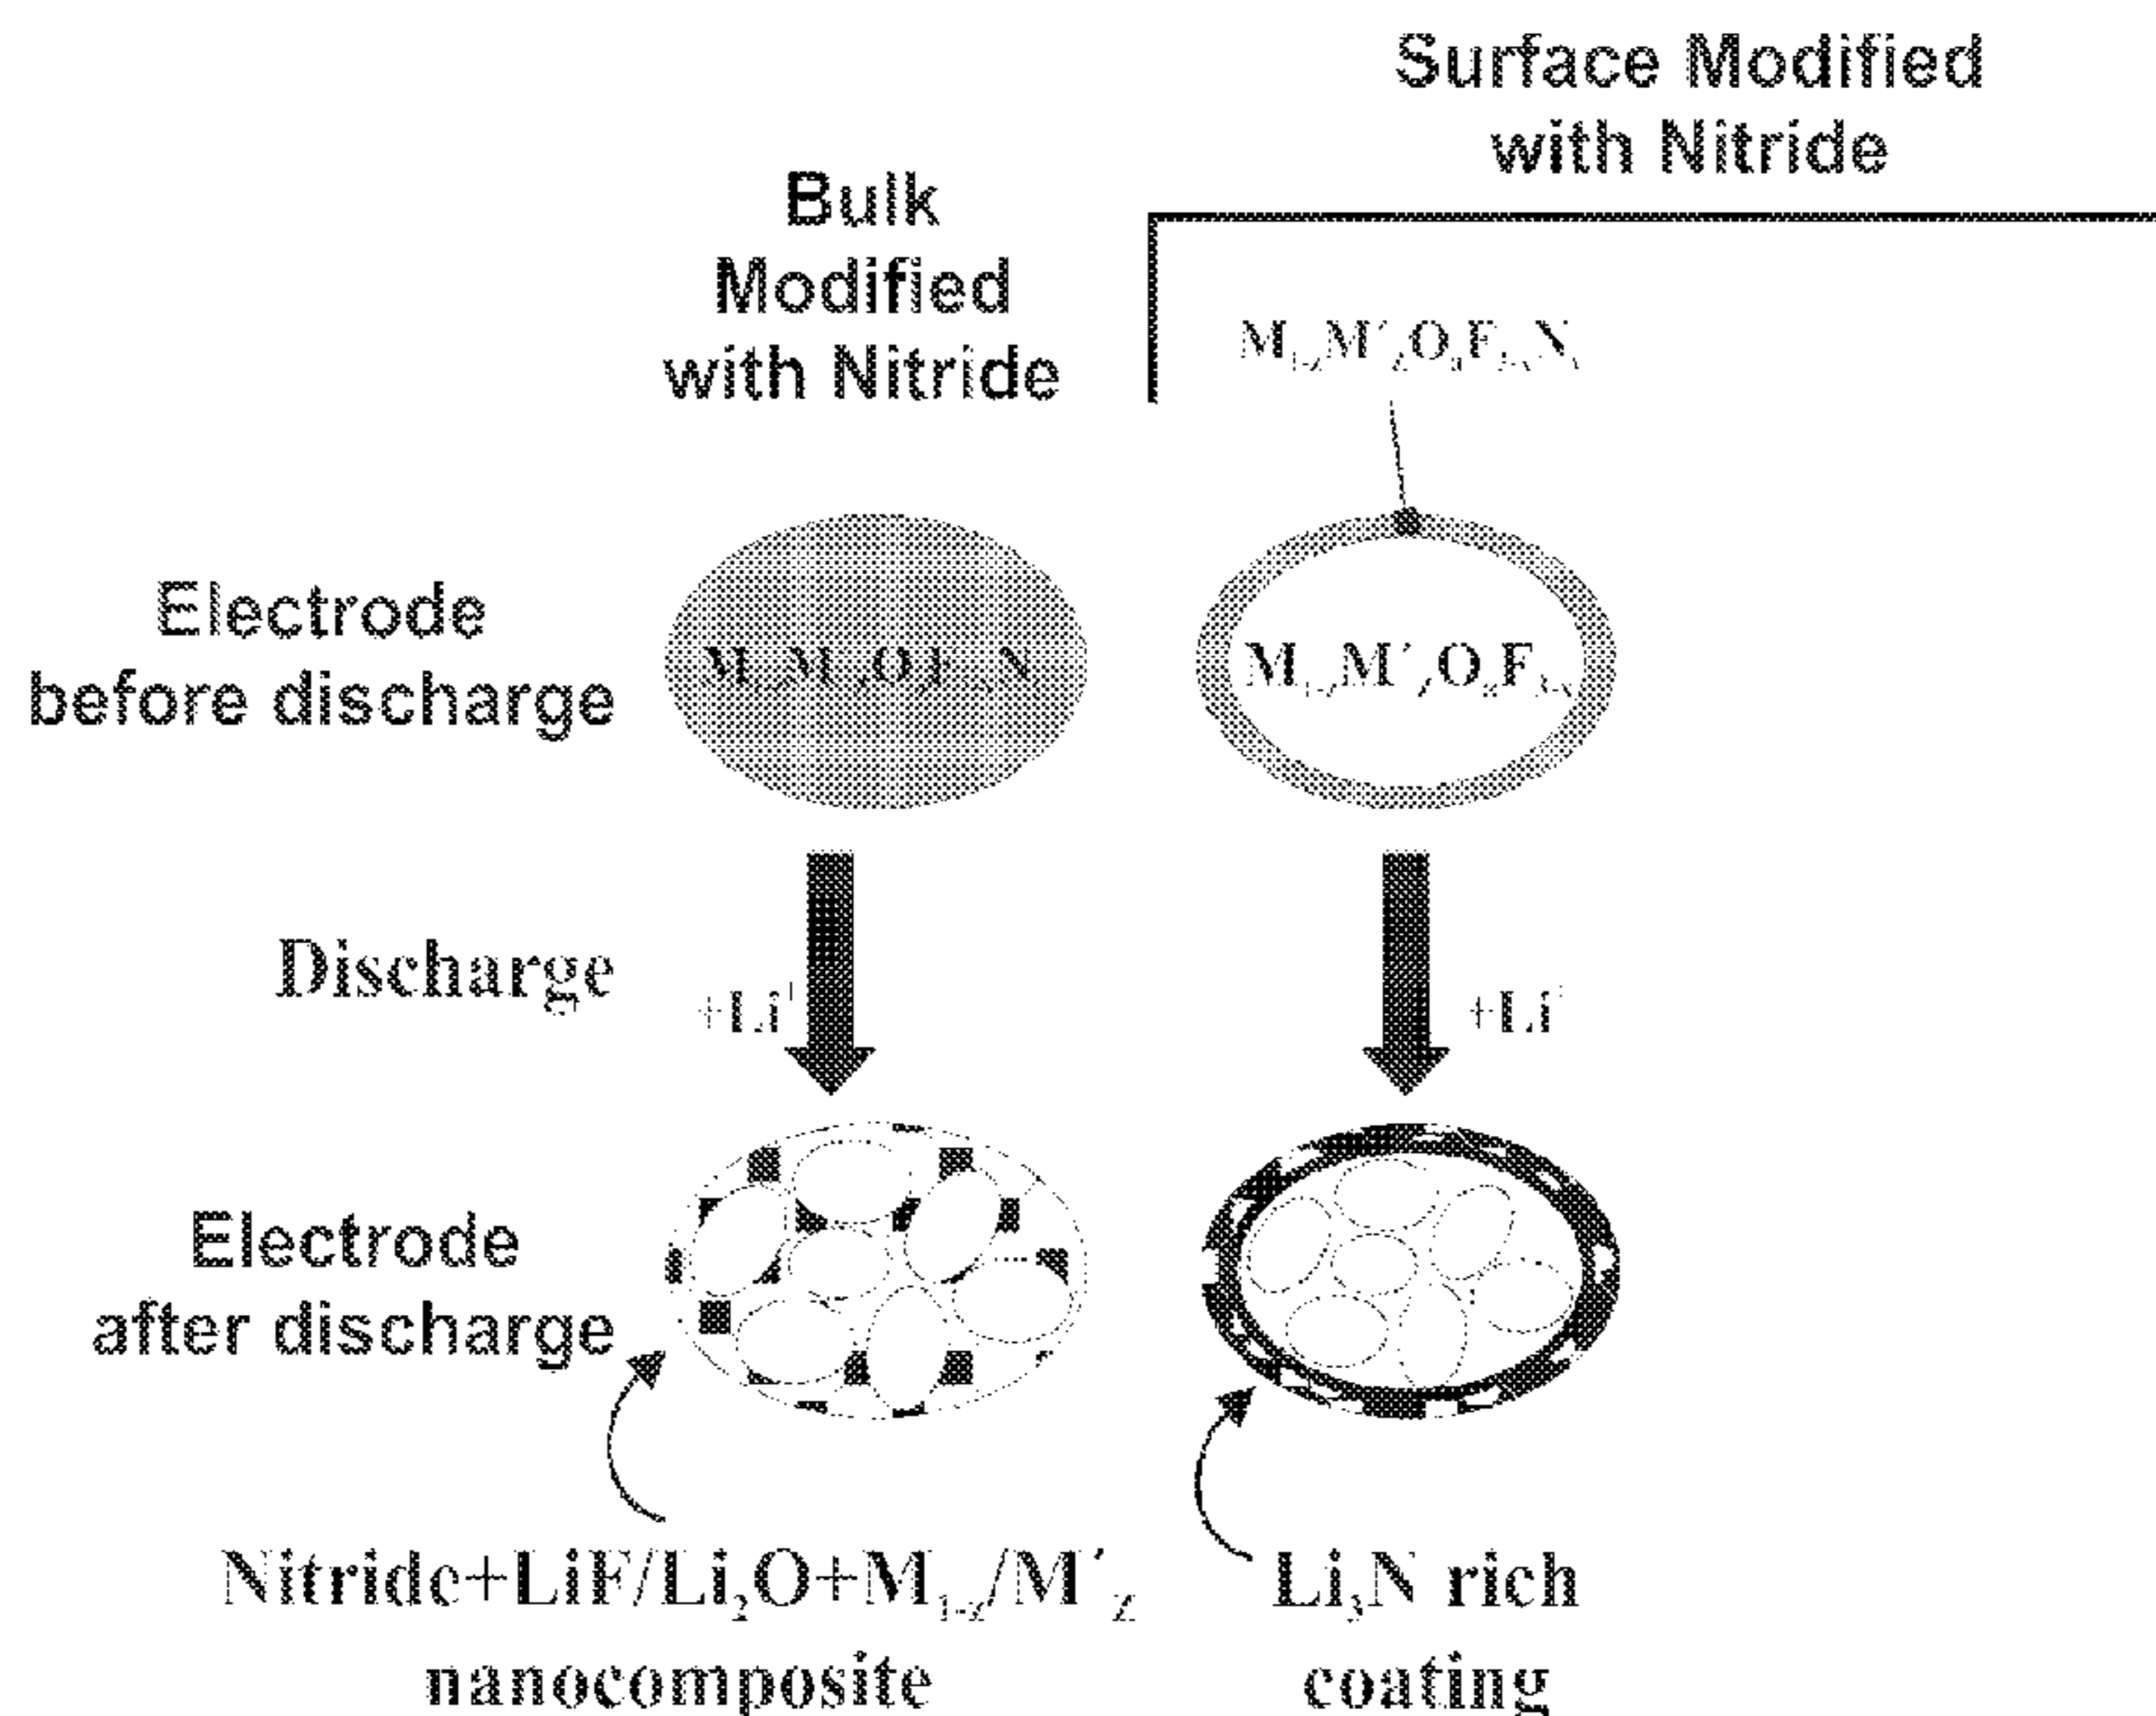 Surface Modified
with Nitride
Bulk
Modified
with Nitride
Electrode
before discharge
Discharge
+Li⁺
+Li⁺
Electrode
after discharge
Nitride+LiF/Li₂O+M₁₋z/M´z
nanocomposite
Li₃N rich
coating